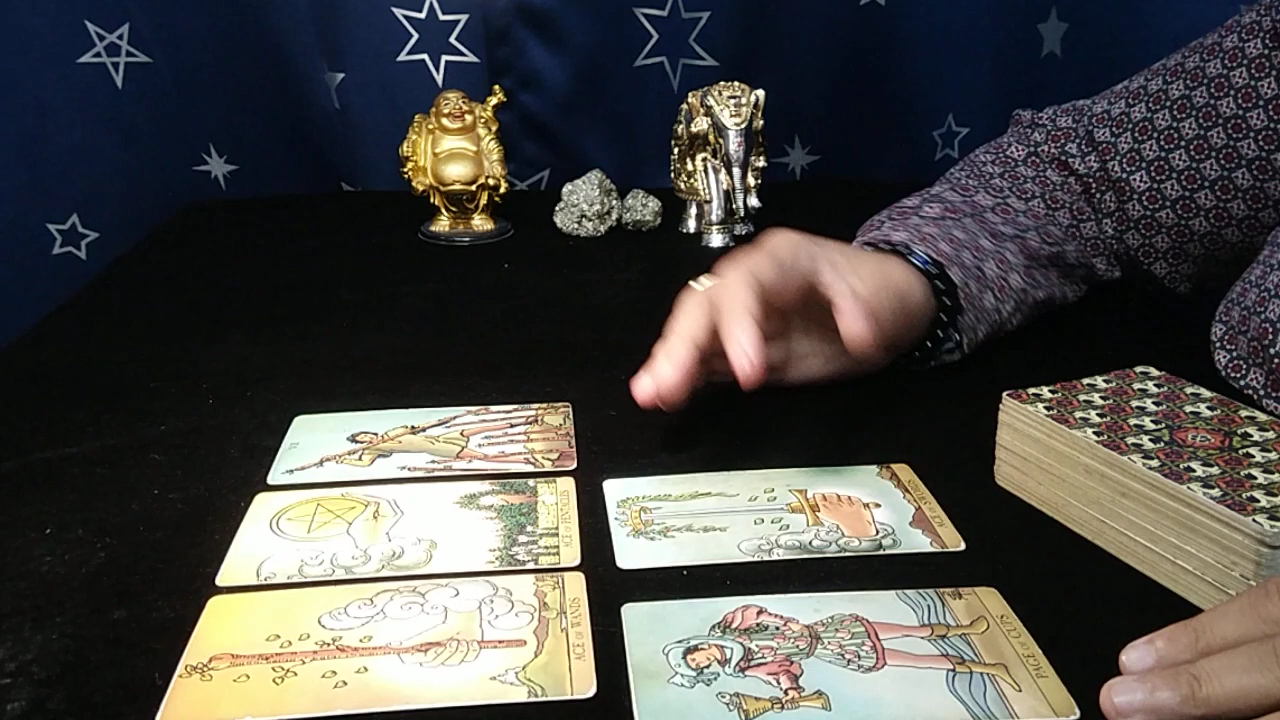 ACE OF PENTACLES
ACE OF SWORDS
ACE OF WANDS
PAGE OF CUPS